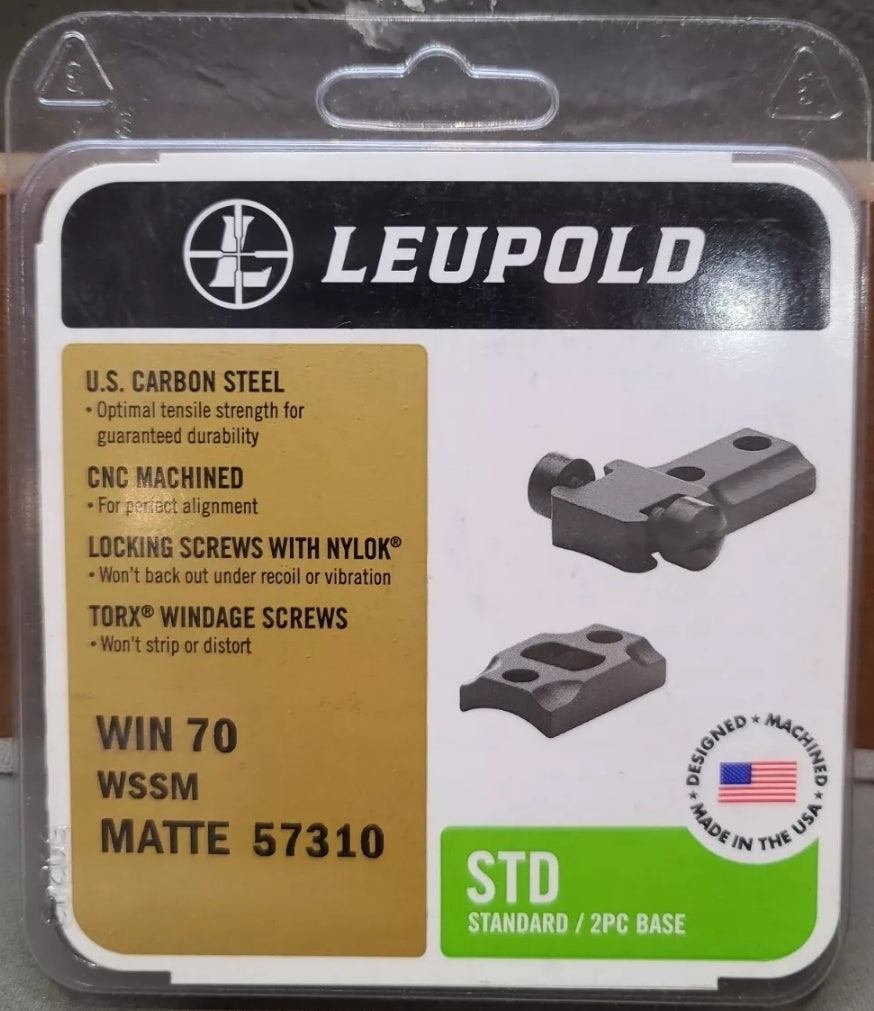 LEUPOLD
U.S. CARBON STEEL
• Optimal tensile strength for
guaranteed durability
CNC MACHINED
• For perfect alignment
LOCKING SCREWS WITH NYLOK®
• Won't back out under recoil or vibration
TORX® WINDAGE SCREWS
• Won't strip or distort
WIN 70
WSSM
MATTE 57310
DESIGNED ★ MACHINED ★
MADE IN THE USA ★
STD
STANDARD / 2PC BASE